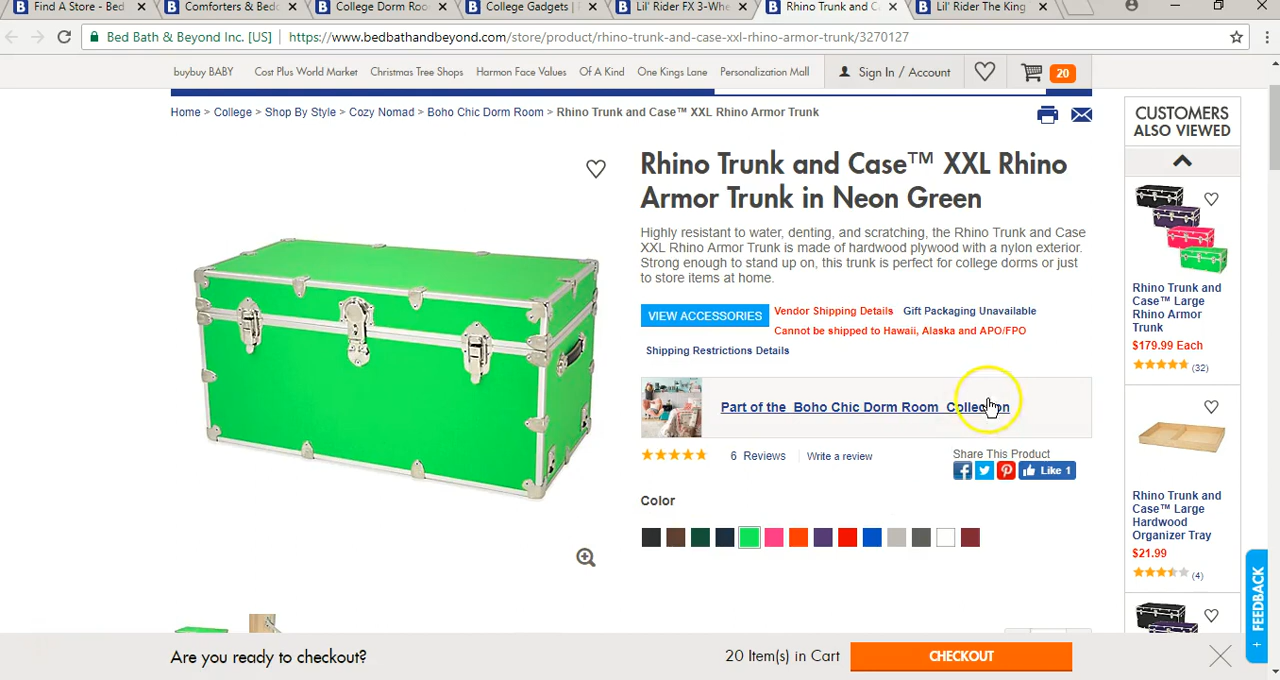 Find A Store - Bed
Comforters & Bedd
College Dorm Roo
College Gadgets |
Lil' Rider FX 3-Whe
Rhino Trunk and C
Lil' Rider The King
Bed Bath & Beyond Inc. [US] https://www.bedbathandbeyond.com/store/product/rhino-trunk-and-case-xxl-rhino-armor-trunk/3270127
buybuy BABY Cost Plus World Market Christmas Tree Shops Harmon Face Values Of A Kind One Kings Lane Personalization Mall Sign In / Account 20
Home > College > Shop By Style > Cozy Nomad > Boho Chic Dorm Room > Rhino Trunk and Case™ XXL Rhino Armor Trunk
Rhino Trunk and Case™ XXL Rhino
Armor Trunk in Neon Green
Highly resistant to water, denting, and scratching, the Rhino Trunk and Case
XXL Rhino Armor Trunk is made of hardwood plywood with a nylon exterior.
Strong enough to stand up on, this trunk is perfect for college dorms or just
to store items at home.
VIEW ACCESSORIES Vendor Shipping Details Gift Packaging Unavailable
Cannot be shipped to Hawaii, Alaska and APO/FPO
Shipping Restrictions Details
Part of the Boho Chic Dorm Room Collection
6 Reviews Write a review
Share This Product
Like 1
Color
CUSTOMERS
ALSO VIEWED
Rhino Trunk and
Case™ Large
Rhino Armor
Trunk
$179.99 Each
(32)
Rhino Trunk and
Case™ Large
Hardwood
Organizer Tray
$21.99
(4)
+ FEEDBACK
Are you ready to checkout? 20 Item(s) in Cart CHECKOUT